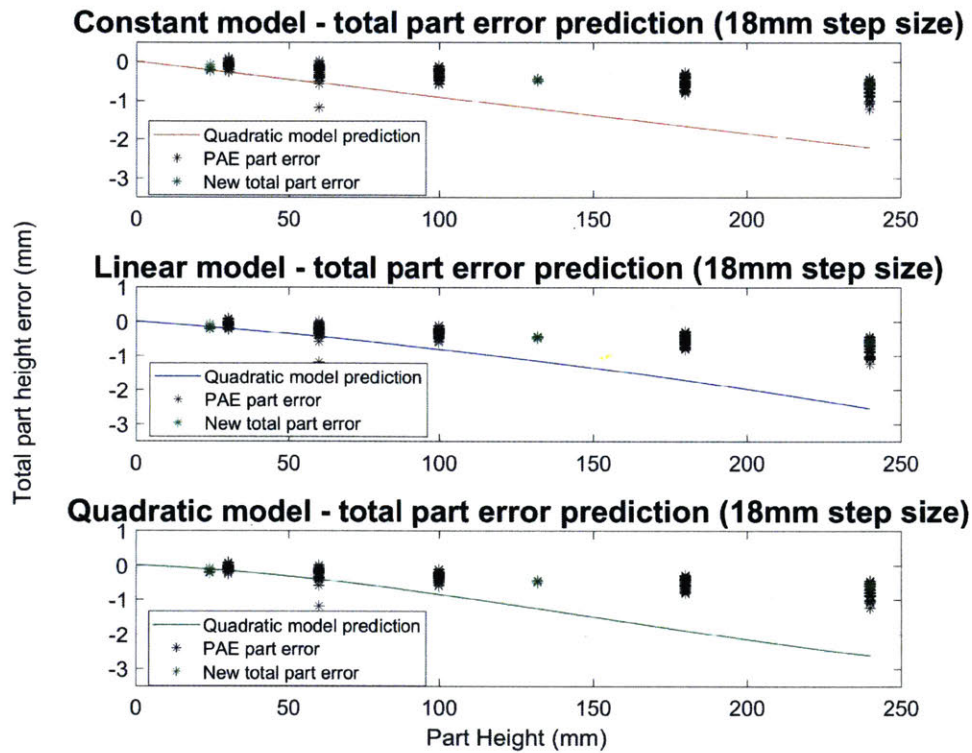 Constant model - total part error prediction (18mm step size)
0
-1
-2
-3
Quadratic model prediction
PAE part error
New total part error
0 50 100 150 200 250
Linear model - total part error prediction (18mm step size)
Total part height error (mm)
1
0
-1
-2
-3
Quadratic model prediction
PAE part error
New total part error
0 50 100 150 200 250
Quadratic model - total part error prediction (18mm step size)
1
0
-1
-2
-3
Quadratic model prediction
PAE part error
New total part error
0 50 100 150 200 250
Part Height (mm)